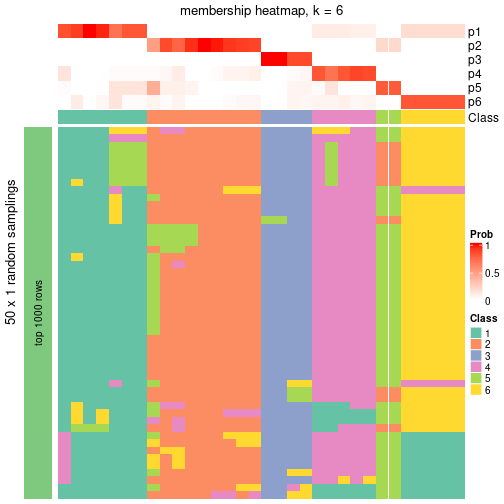 membership heatmap, k = 6
p1
p2
p3
p4
p5
p6
Class
50 x 1 random samplings
top 1000 rows
Prob
1
0.5
0
Class
1
2
3
4
5
6